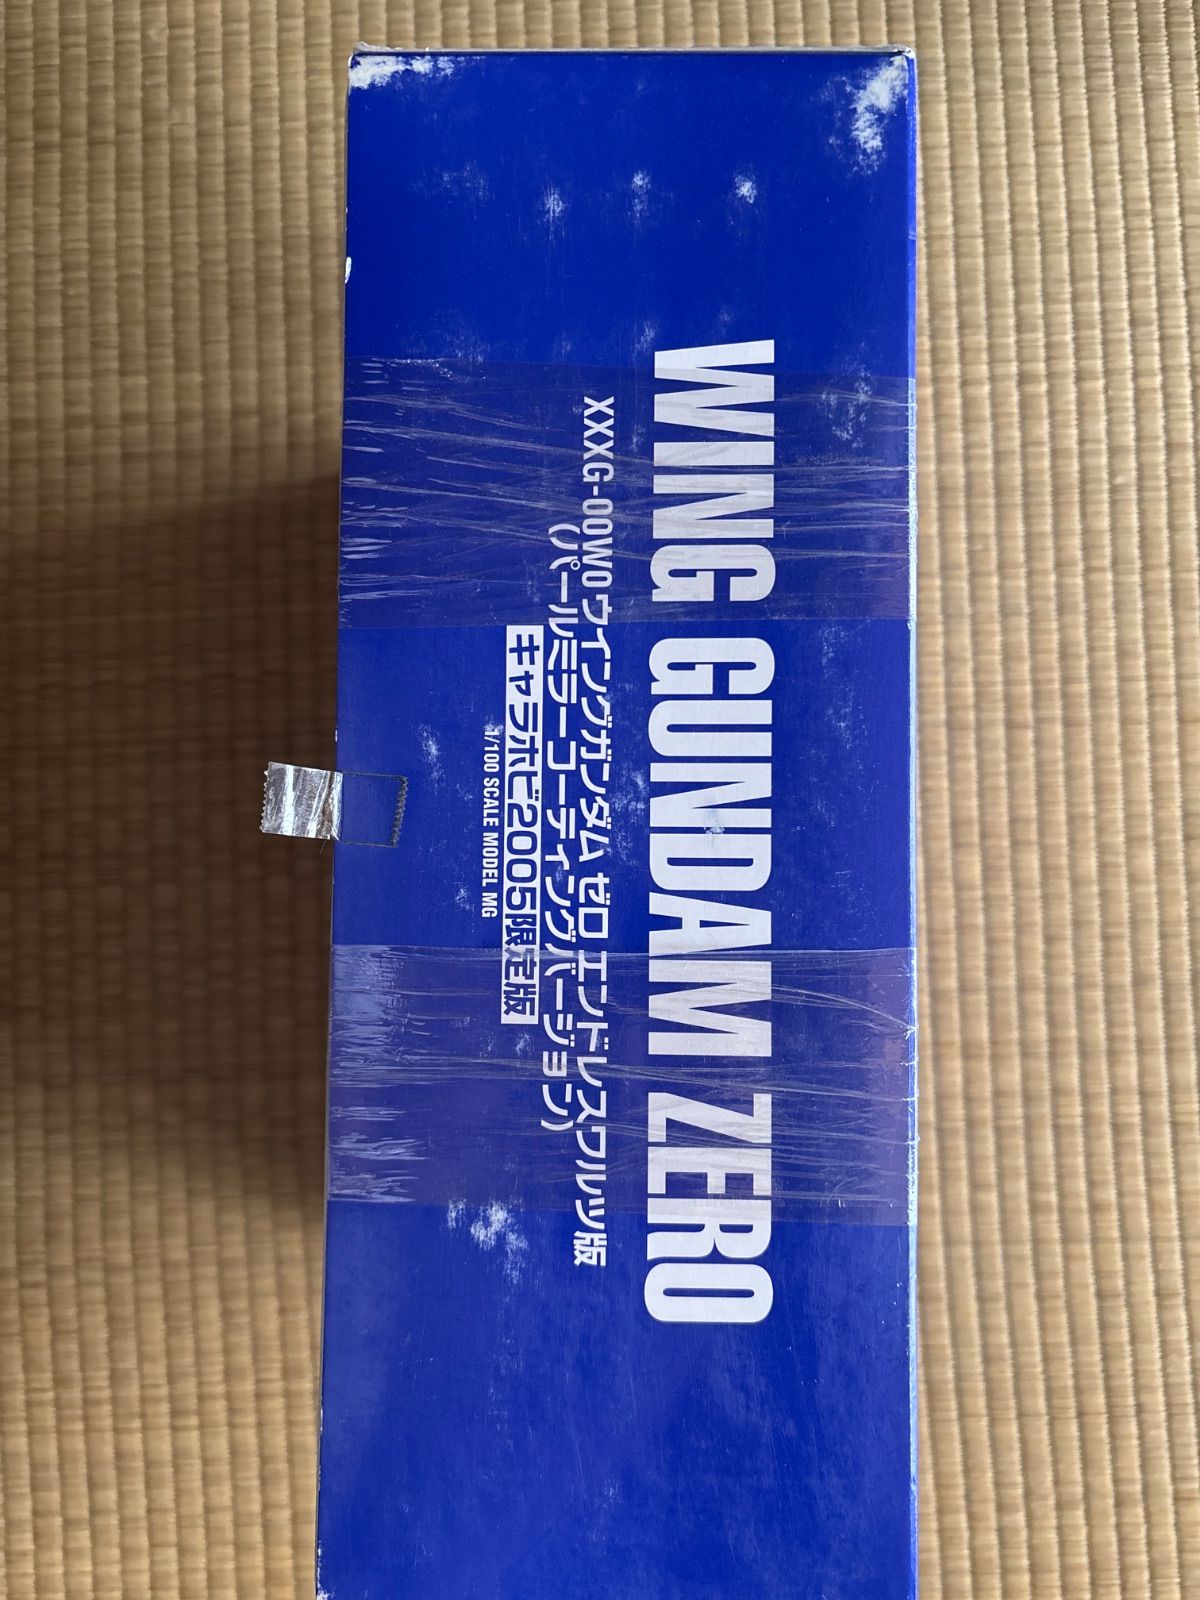 WING GUNDAM ZERO
XXXG-00W0 ウイングガンダム ゼロ エンドレスワルツ版
(パールミラーコーティングバージョン)
キャラホビ2005限定版
1/100 SCALE MODEL MG